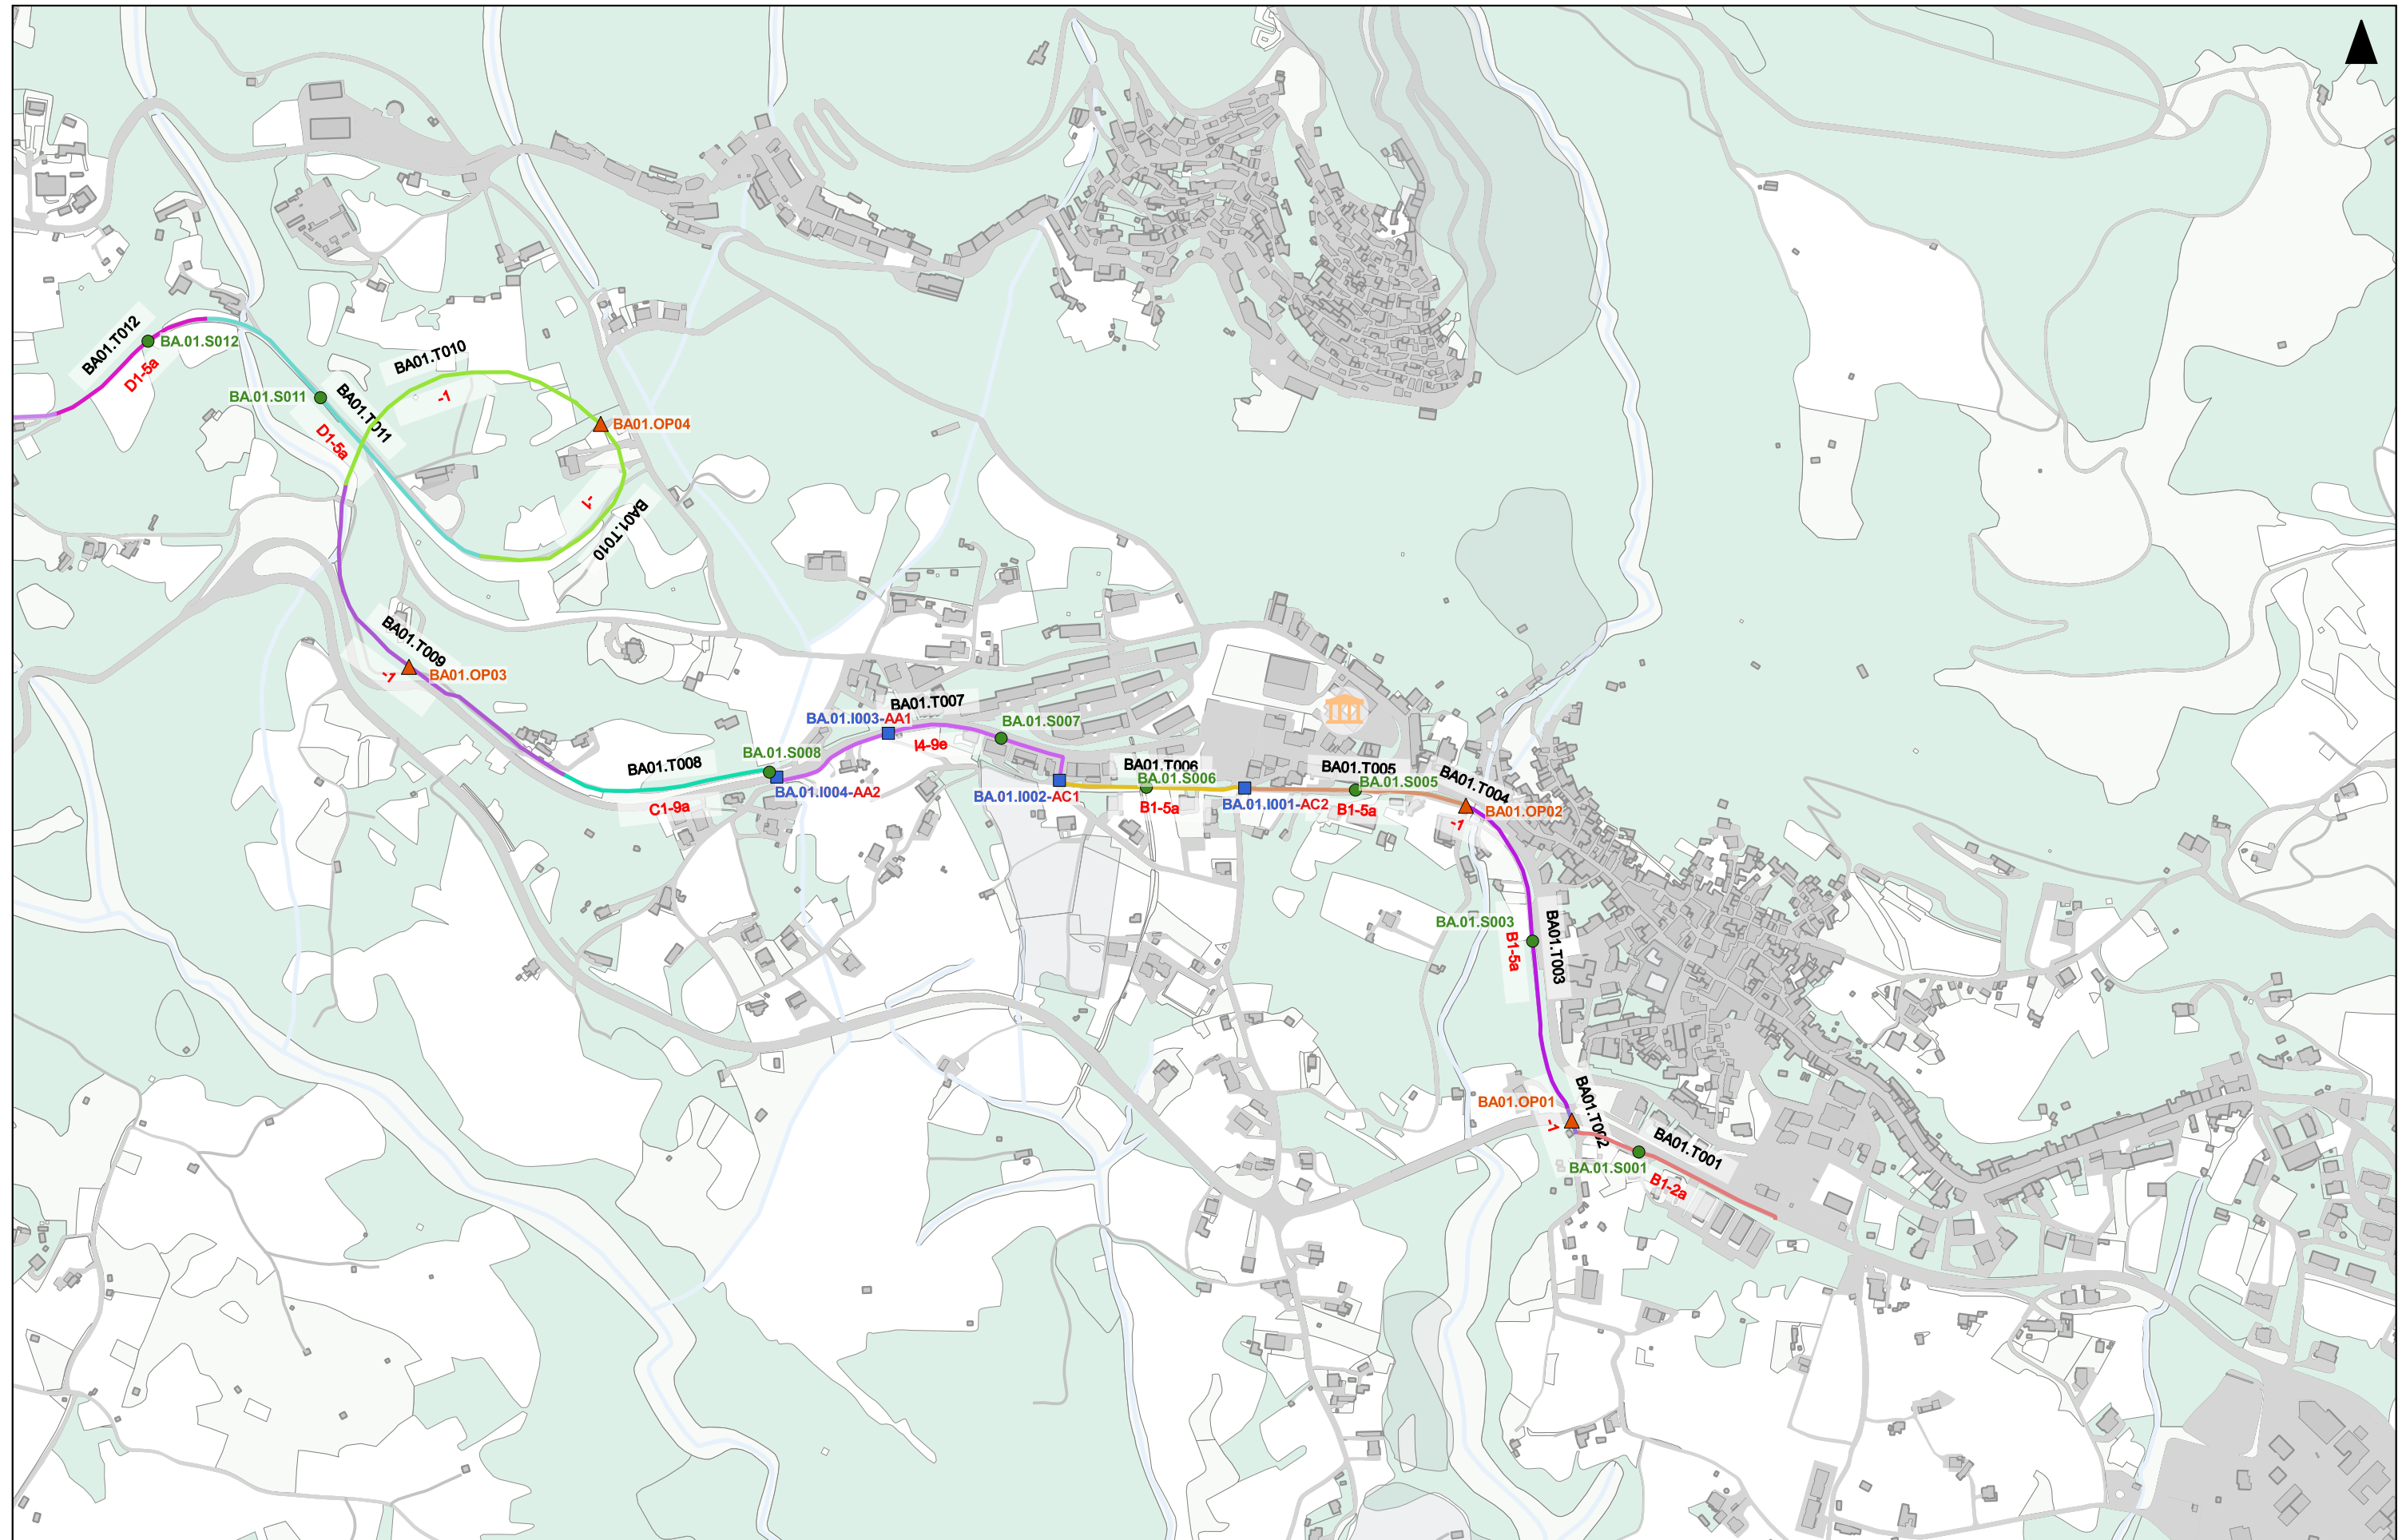 BA01.T012
BA.01.S012
D1-5a
BA01.T010
-1
BA.01.S011
BA01.T011
D1-5a
BA01.OP04
-1
BA01.T010
BA01.T009
-1
BA01.OP03
BA01.T007
BA.01.I003-AA1
BA.01.S007
I4-9e
BA01.T008
BA.01.S008
BA.01.I004-AA2
C1-9a
BA01.T006
BA.01.S006
BA.01.I002-AC1
B1-5a
BA01.T005
BA.01.S005
BA.01.I001-AC2
B1-5a
BA01.T004
BA01.OP02
-1
BA.01.S003
B1-5a
BA01.T003
BA01.OP01
-1
BA01.T002
BA01.T001
BA.01.S001
B1-2a